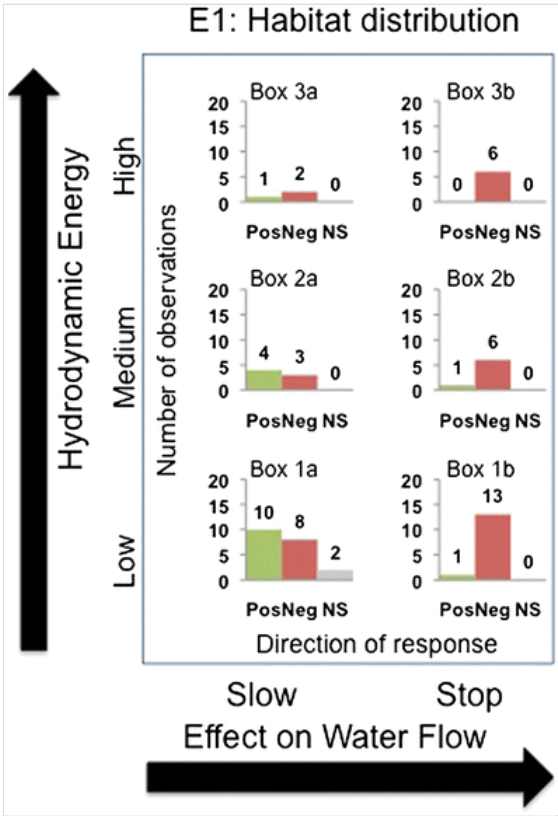 E1: Habitat distribution
Hydrodynamic Energy
High
Medium
Low
Number of observations
Box 3a
20
15
10
5
0
1 2 0
PosNeg NS
Box 3b
20
15
10
5
0
0 6 0
PosNeg NS
Box 2a
20
15
10
5
0
4 3 0
PosNeg NS
Box 2b
20
15
10
5
0
1 6 0
PosNeg NS
Box 1a
20
15
10
5
0
10 8 2
PosNeg NS
Box 1b
20
15
10
5
0
1 13 0
PosNeg NS
Direction of response
Slow Stop
Effect on Water Flow